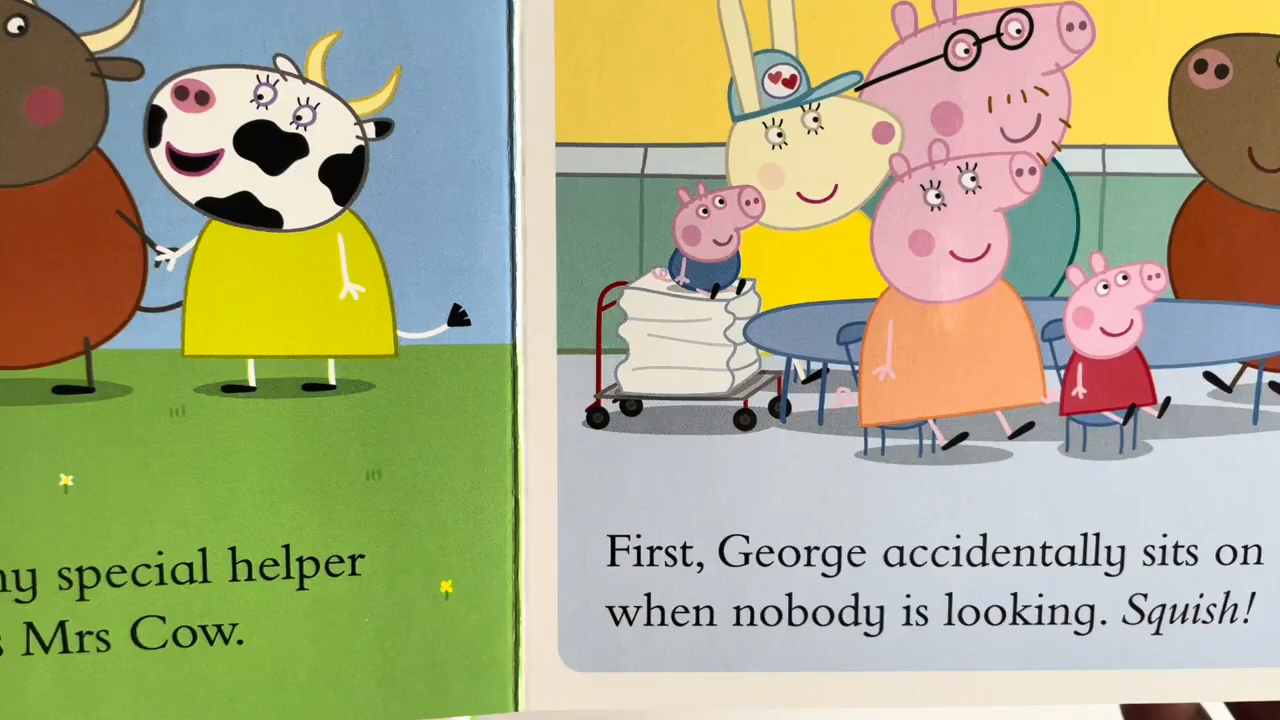 special helper
Mrs Cow.
First, George accidentally sits on
when nobody is looking. Squish!